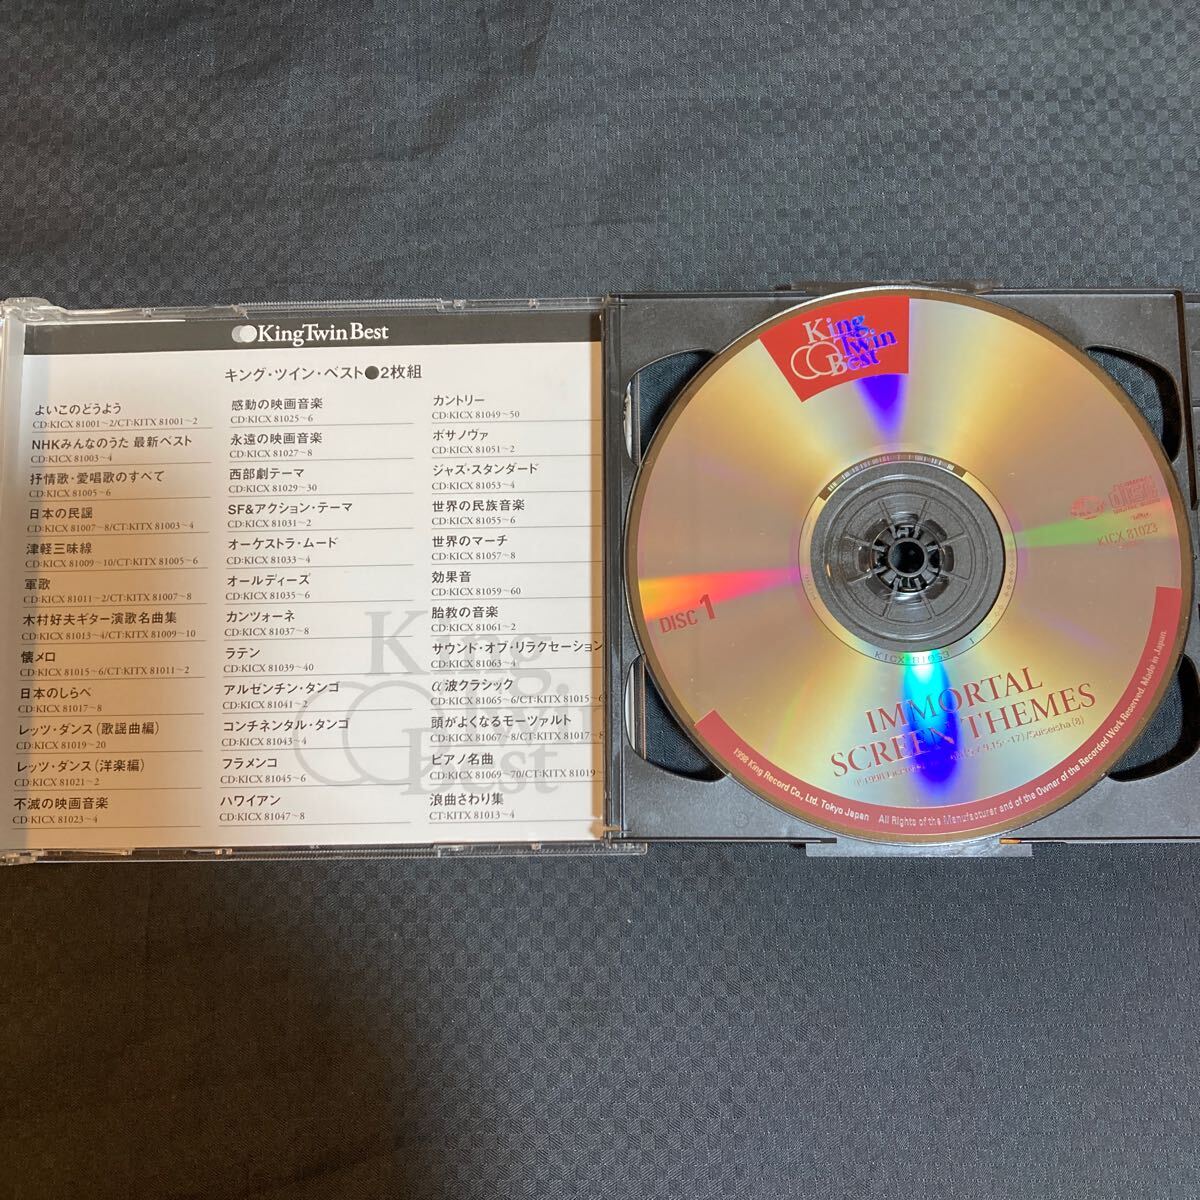 King Twin Best
キング・ツイン・ベスト●2枚組
よいこのどうよう
CD:KICX 81001~2/CT:KITX 81001~2
NHKみんなのうた 最新ベスト
CD:KICX 81003~4
抒情歌・愛唱歌のすべて
CD:KICX 81005~6
日本の民謡
CD:KICX 81007~8/CT:KITX 81003~4
津軽三味線
CD:KICX 81009~10/CT:KITX 81005~6
軍歌
CD:KICX 81011~2/CT:KITX 81007~8
木村好夫ギター演歌名曲集
CD:KICX 81013~4/CT:KITX 81009~10
懐メロ
CD:KICX 81015~6/CT:KITX 81011~2
日本のしらべ
CD:KICX 81017~8
レッツ・ダンス(歌謡曲編)
CD:KICX 81019~20
レッツ・ダンス(洋楽編)
CD:KICX 81021~2
不滅の映画音楽
CD:KICX 81023~4
感動の映画音楽
CD:KICX 81025~6
永遠の映画音楽
CD:KICX 81027~8
西部劇テーマ
CD:KICX 81029~30
SF&アクション・テーマ
CD:KICX 81031~2
オーケストラ・ムード
CD:KICX 81033~4
オールディーズ
CD:KICX 81035~6
カンツォーネ
CD:KICX 81037~8
ラテン
CD:KICX 81039~40
アルゼンチン・タンゴ
CD:KICX 81041~2
コンチネンタル・タンゴ
CD:KICX 81043~4
フラメンコ
CD:KICX 81045~6
ハワイアン
CD:KICX 81047~8
カントリー
CD:KICX 81049~50
ボサノヴァ
CD:KICX 81051~2
ジャズ・スタンダード
CD:KICX 81053~4
世界の民族音楽
CD:KICX 81055~6
世界のマーチ
CD:KICX 81057~8
効果音
CD:KICX 81059~60
胎教の音楽
CD:KICX 81061~2
サウンド・オブ・リラクセーション
CD:KICX 81063~4
α波クラシック
CD:KICX 81065~6/CT:KITX 81015~6
頭がよくなるモーツァルト
CD:KICX 81067~8/CT:KITX 81017~8
ピアノ名曲
CD:KICX 81069~70/CT:KITX 81019~
浪曲さわり集
CT:KITX 81013~4
King
Twin
Best
King
Twin
Best
KICX 81023
DISC 1
IMMORTAL
SCREEN THEMES
1998 King Record Co., Ltd. Tokyo Japan All Rights of the Manufacturer and of the Owner of the Recorded Work Reserved. Made in Japan.